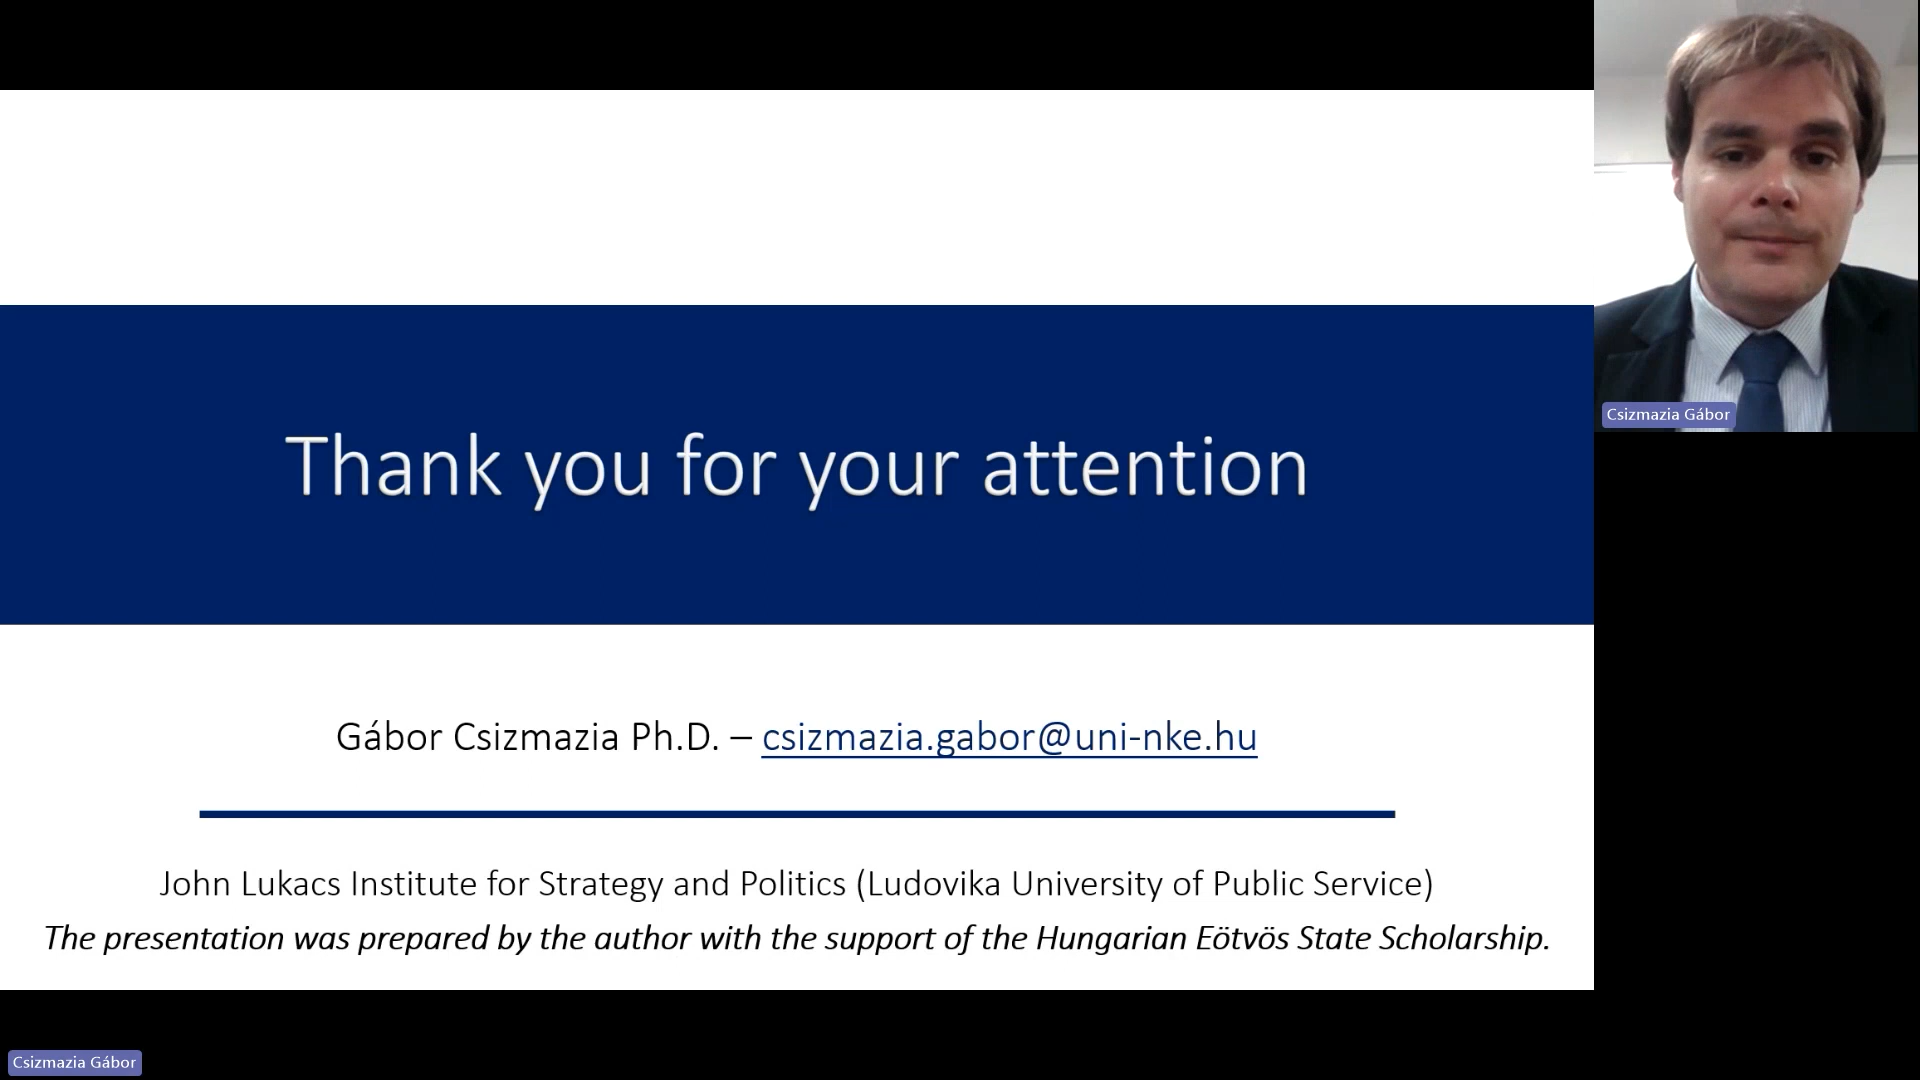 Csizmazia Gábor
Thank you for your attention
Gábor Csizmazia Ph.D. – csizmazia.gabor@uni-nke.hu
John Lukacs Institute for Strategy and Politics (Ludovika University of Public Service)
The presentation was prepared by the author with the support of the Hungarian Eötvös State Scholarship.
Csizmazia Gábor